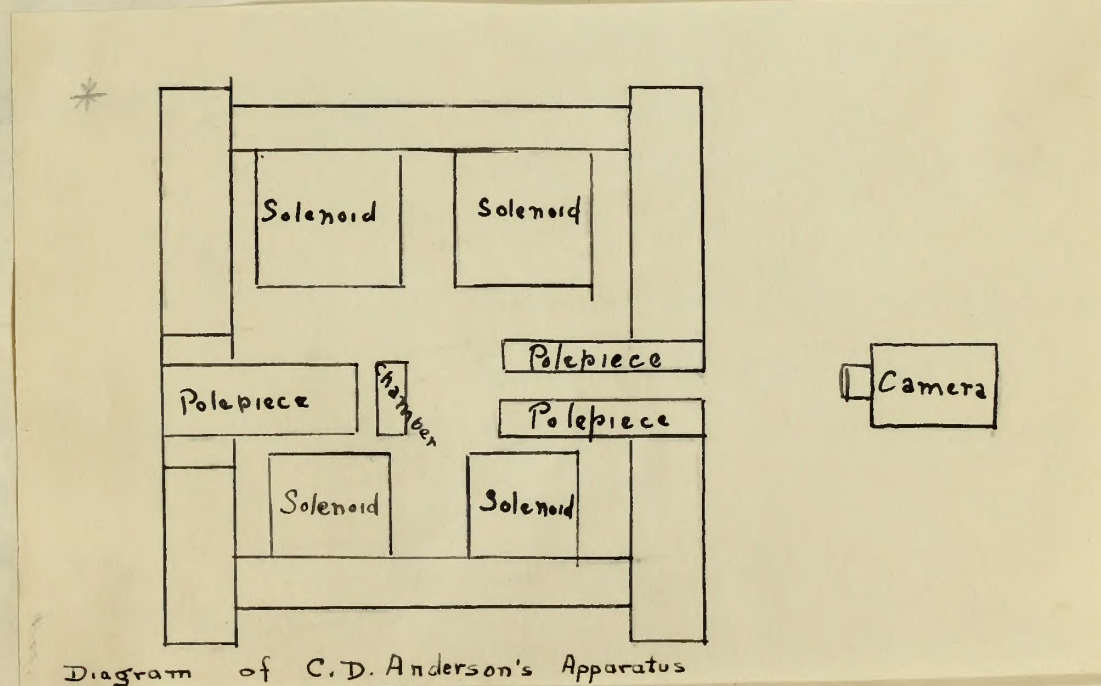 *
Solenoid
Solenoid
Polepiece
Polepiece
Chamber
Polepiece
Camera
Solenoid
Solenoid
Diagram of C.D. Anderson's Apparatus